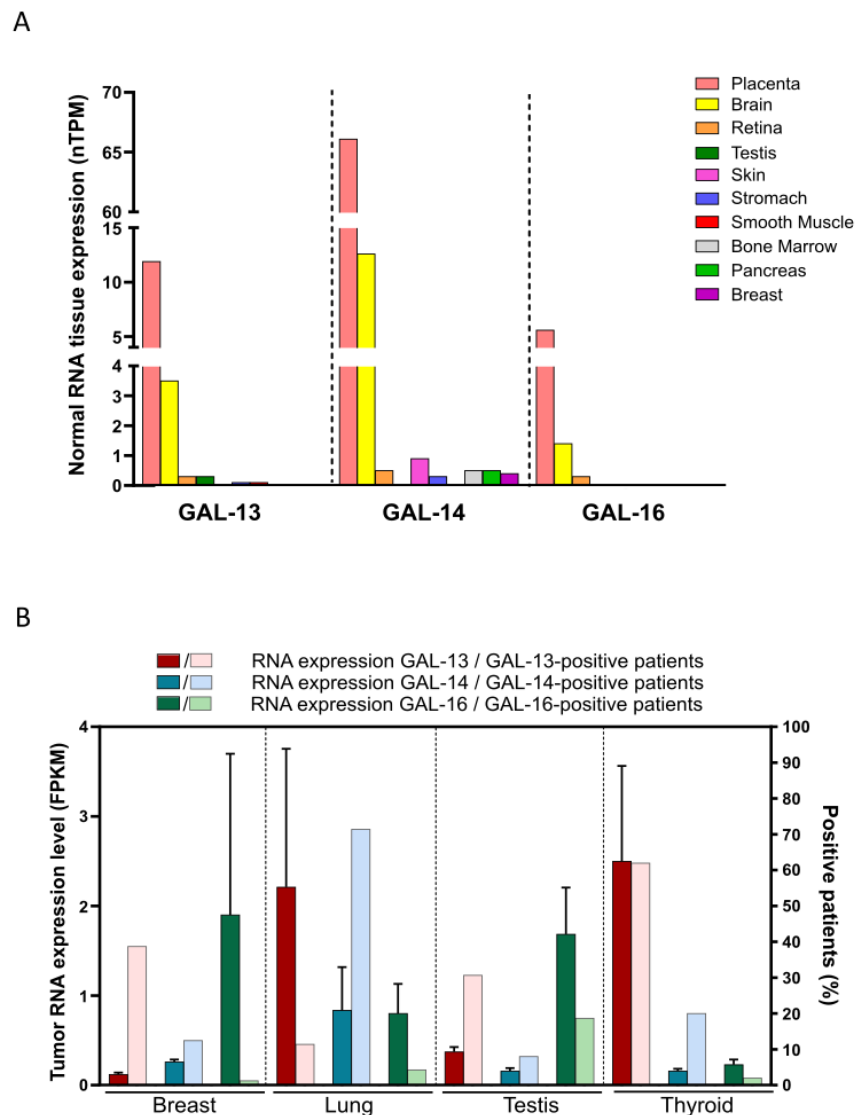 A
Normal RNA tissue expression (nTPM)
70
65
60
15
10
5
4
3
2
1
0
GAL-13
GAL-14
GAL-16
Placenta
Brain
Retina
Testis
Skin
Stromach
Smooth Muscle
Bone Marrow
Pancreas
Breast
B
/ RNA expression GAL-13 / GAL-13-positive patients
/ RNA expression GAL-14 / GAL-14-positive patients
/ RNA expression GAL-16 / GAL-16-positive patients
Tumor RNA expression level (FPKM)
4
3
2
1
0
100
90
80
70
60
50
40
30
20
10
0
Positive patients (%)
Breast
Lung
Testis
Thyroid